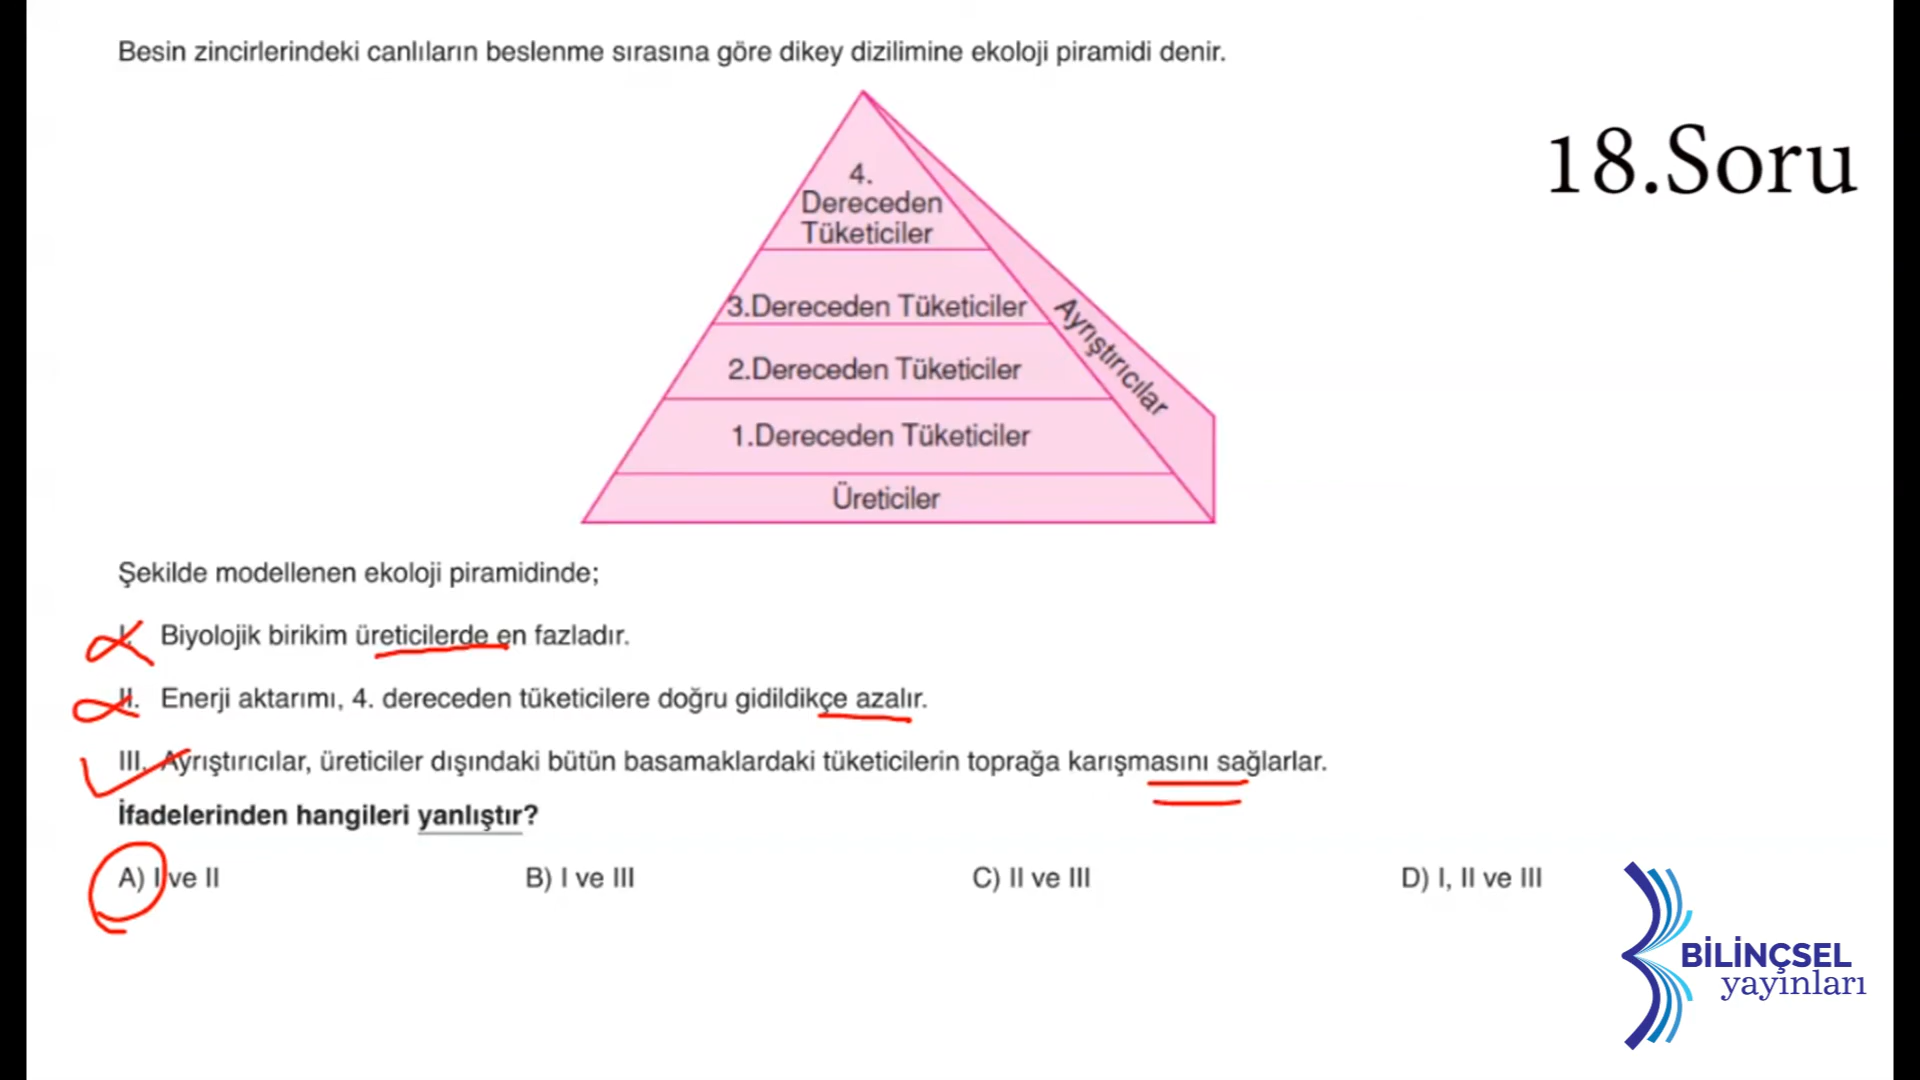 Besin zincirlerindeki canlıların beslenme sırasına göre dikey dizilimine ekoloji piramidi denir.
18.Soru
4.
Dereceden
Tüketiciler
3.Dereceden Tüketiciler
Ayrıştırıcılar
2.Dereceden Tüketiciler
1.Dereceden Tüketiciler
Üreticiler
Şekilde modellenen ekoloji piramidinde;
I. Biyolojik birikim üreticilerde en fazladır.
II. Enerji aktarımı, 4. dereceden tüketicilere doğru gidildikçe azalır.
III. Ayrıştırıcılar, üreticiler dışındaki bütün basamaklardaki tüketicilerin toprağa karışmasını sağlarlar.
İfadelerinden hangileri yanlıştır?
A) I ve II B) I ve III C) II ve III D) I, II ve III
BİLİNÇSEL
yayınları